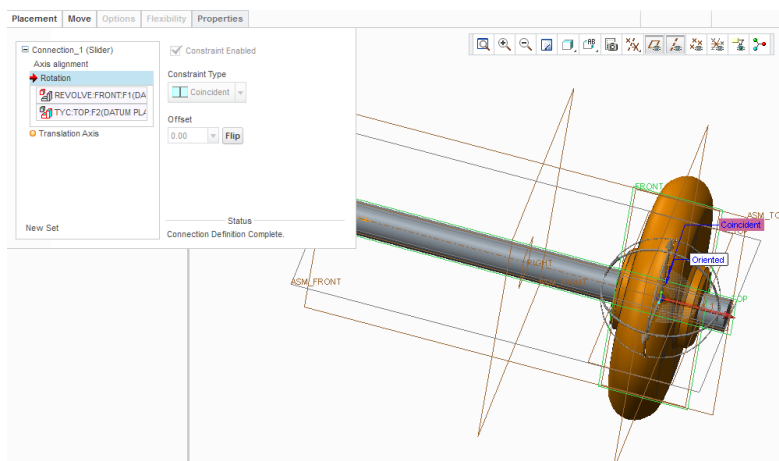 Placement Move Options Flexibility Properties
Connection_1 (Slider)
Axis alignment
Rotation
REVOLVE:FRONT:F1(DA
TYC:TOP:F2(DATUM PLA
Translation Axis
New Set
Constraint Enabled
Constraint Type
Coincident
Offset
0.00 Flip
Status
Connection Definition Complete.
FRONT
ASM_TO
Coincident
Oriented
RIGHT
ASM_FRONT
TOP